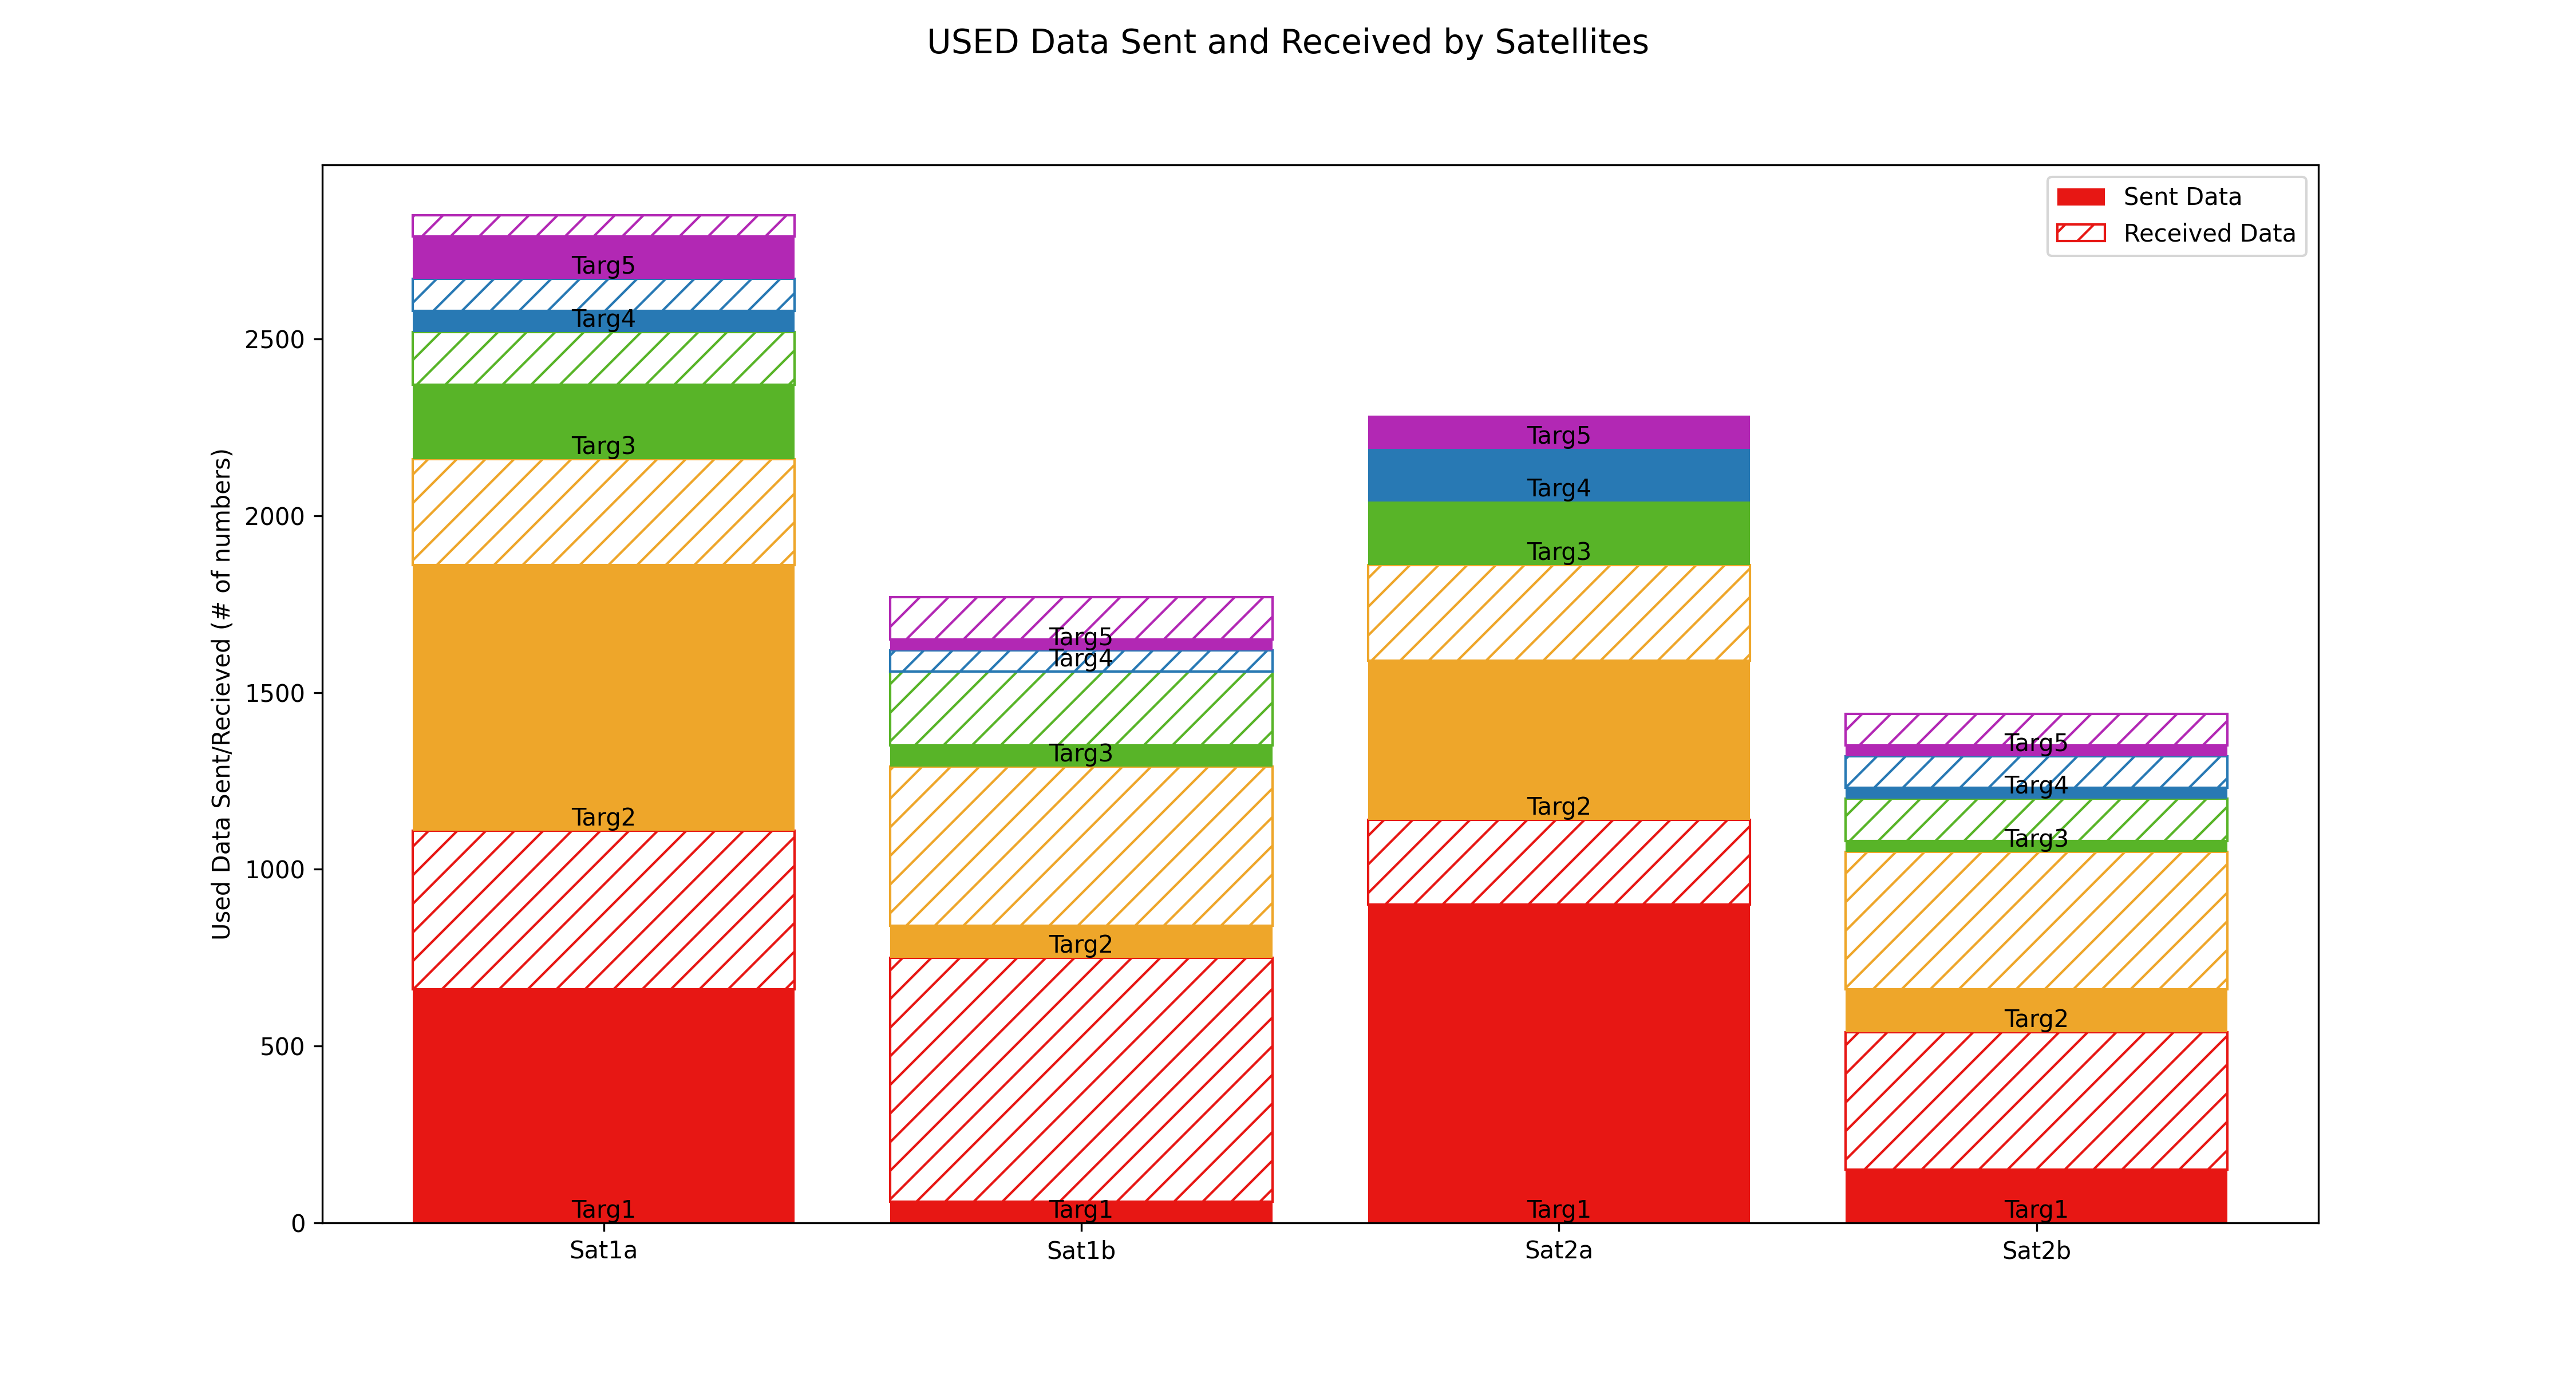 USED Data Sent and Received by Satellites
Sent Data
Received Data
Used Data Sent/Recieved (# of numbers)
2500
2000
1500
1000
500
0
Targ5
Targ4
Targ3
Targ2
Targ1
Targ5
Targ4
Targ3
Targ2
Targ1
Targ5
Targ4
Targ3
Targ2
Targ1
Targ5
Targ4
Targ3
Targ2
Targ1
Sat1a
Sat1b
Sat2a
Sat2b